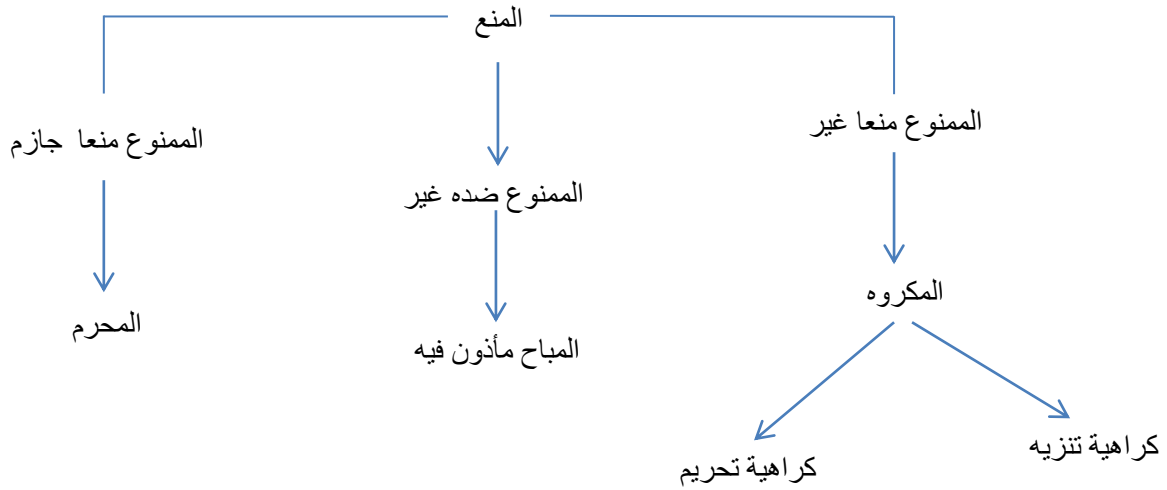 المنع
الممنوع منعا غير
الممنوع ضده غير
الممنوع منعا جازم
المكروه
المباح مأذون فيه
المحرم
كراهية تنزيه
كراهية تحريم